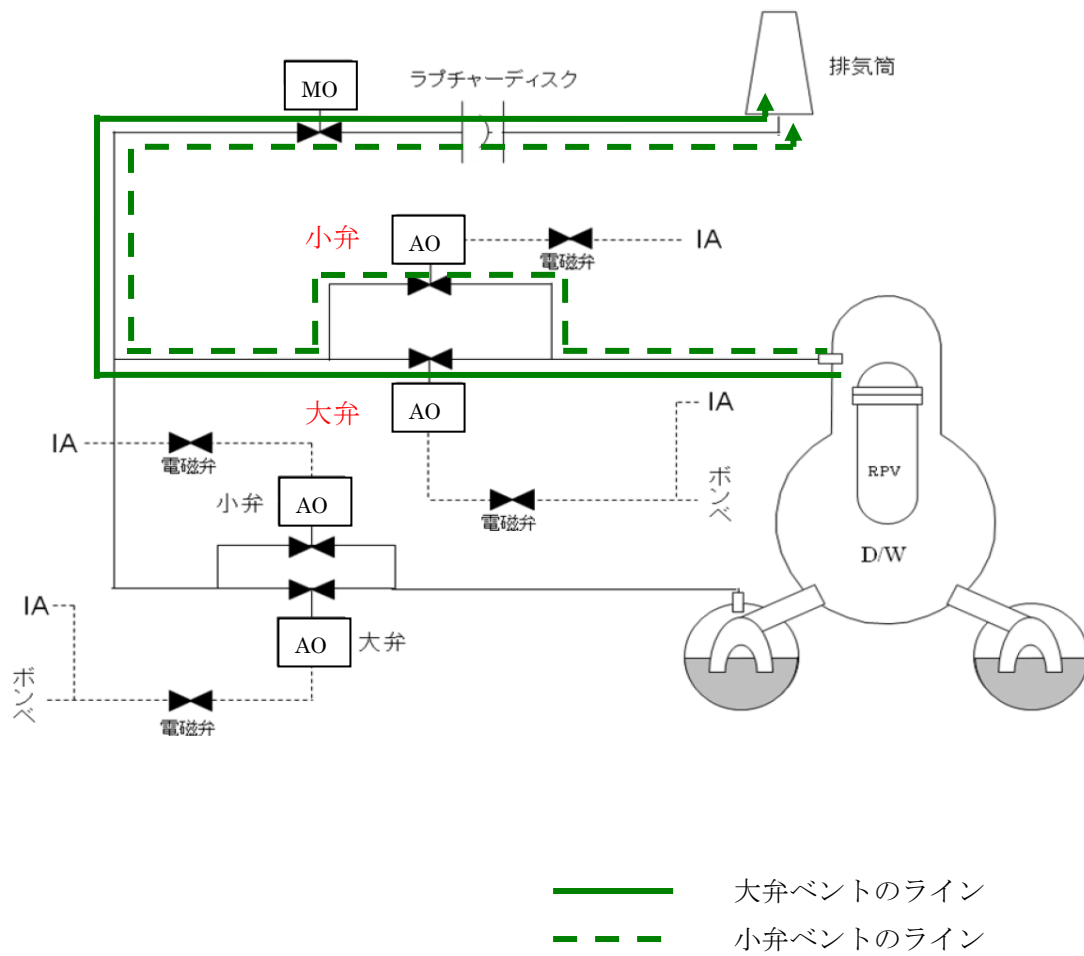 排気筒
ラプチャーディスク
MO
小弁
AO
IA
電磁弁
大弁
AO
IA
ボンベ
電磁弁
IA
電磁弁
小弁
AO
RPV
D/W
IA
AO
大弁
ボンベ
電磁弁
大弁ベントのライン
小弁ベントのライン